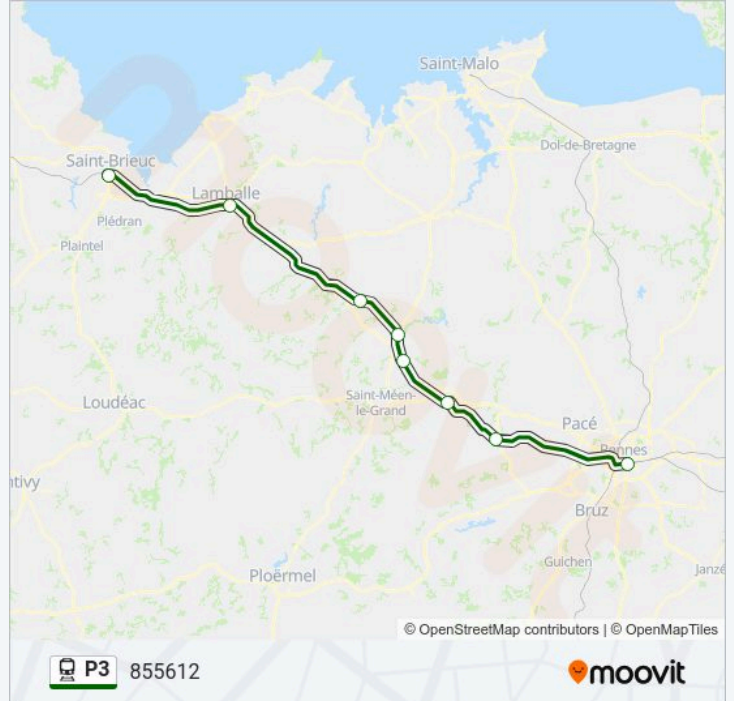 Saint-Malo
Dol-de-Bretagne
Saint-Brieuc
Lamballe
Plédran
Plaintel
Saint-Méen-
le-Grand
Loudéac
Pacé
Rennes
ntivy
Bruz
Guichen
Ploërmel
Janzé
© OpenStreetMap contributors | © OpenMapTiles
P3 855612
moovit